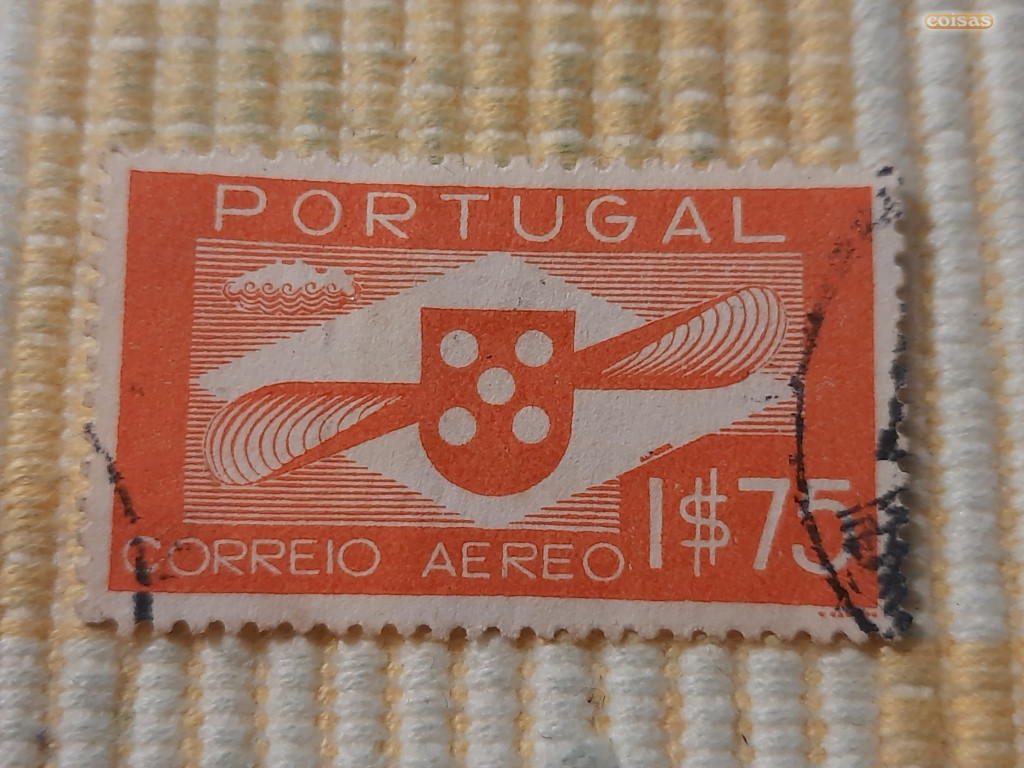 coisas
PORTUGAL
1$75
CORREIO AEREO